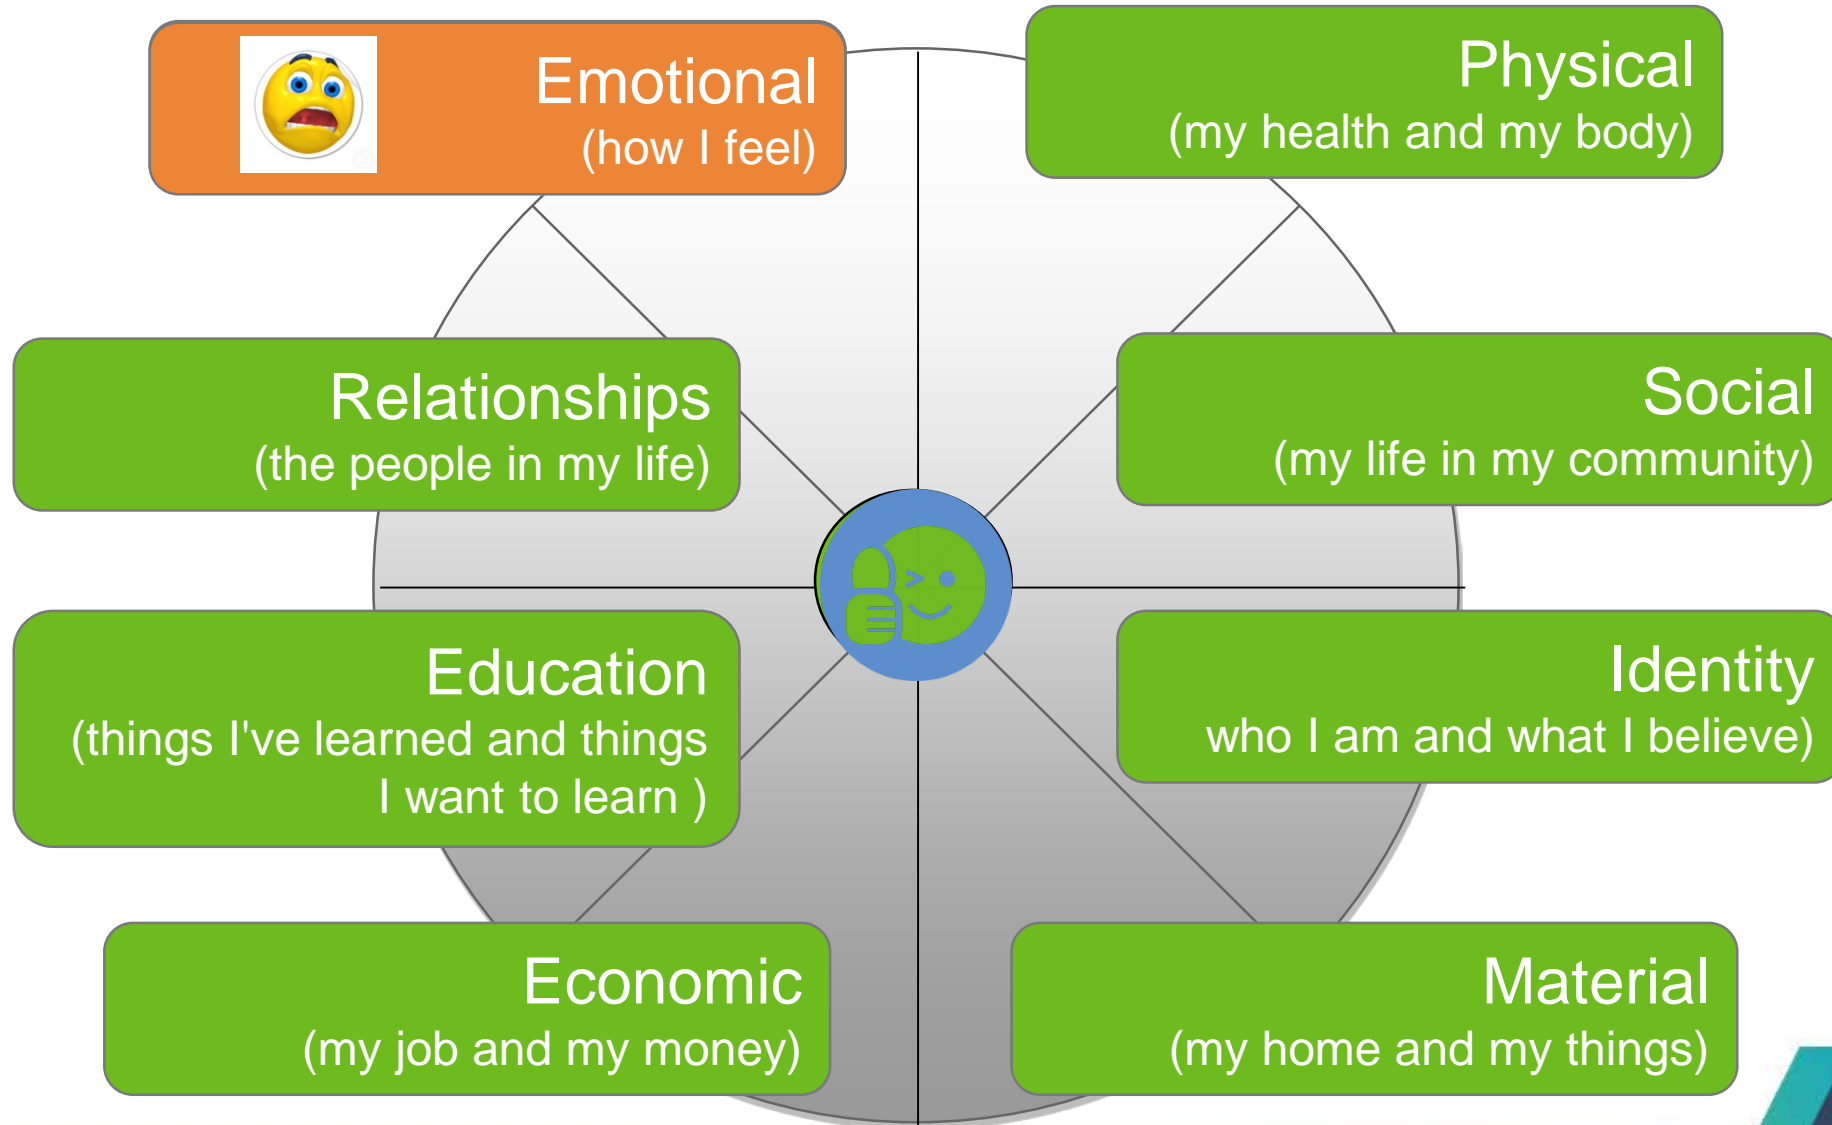 Emotional
(how I feel)
Physical
(my health and my body)
Relationships
(the people in my life)
Social
(my life in my community)
Education
(things I've learned and things
I want to learn )
Identity
who I am and what I believe)
Economic
(my job and my money)
Material
(my home and my things)